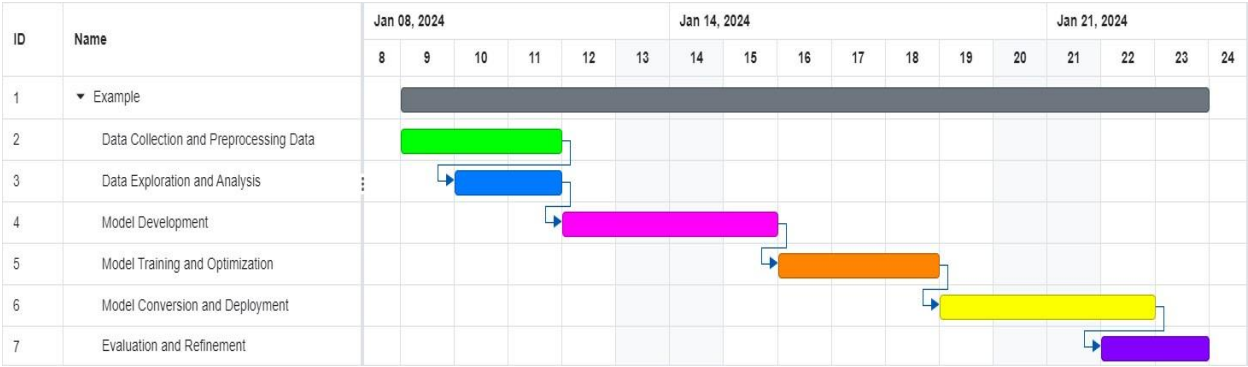 ID Name Jan 08, 2024 Jan 14, 2024 Jan 21, 2024
8 9 10 11 12 13 14 15 16 17 18 19 20 21 22 23 24
1 Example
2 Data Collection and Preprocessing Data
3 Data Exploration and Analysis
4 Model Development
5 Model Training and Optimization
6 Model Conversion and Deployment
7 Evaluation and Refinement